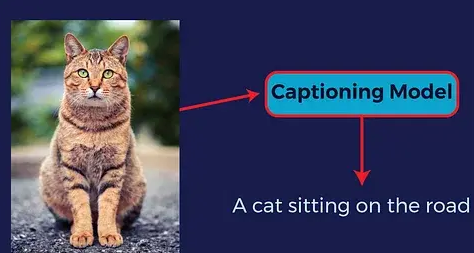 Captioning Model
A cat sitting on the road